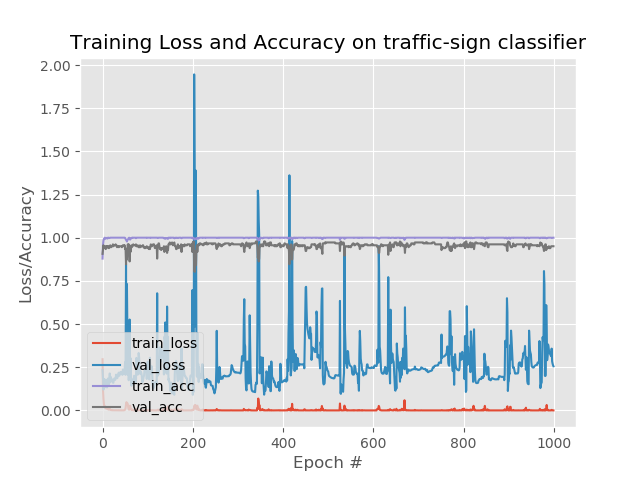 Training Loss and Accuracy on traffic-sign classifier
2.00
1.75
1.50
1.25
1.00
0.75
0.50
0.25
0.00
Loss/Accuracy
train_loss
val_loss
train_acc
val_acc
0 200 400 600 800 1000
Epoch #